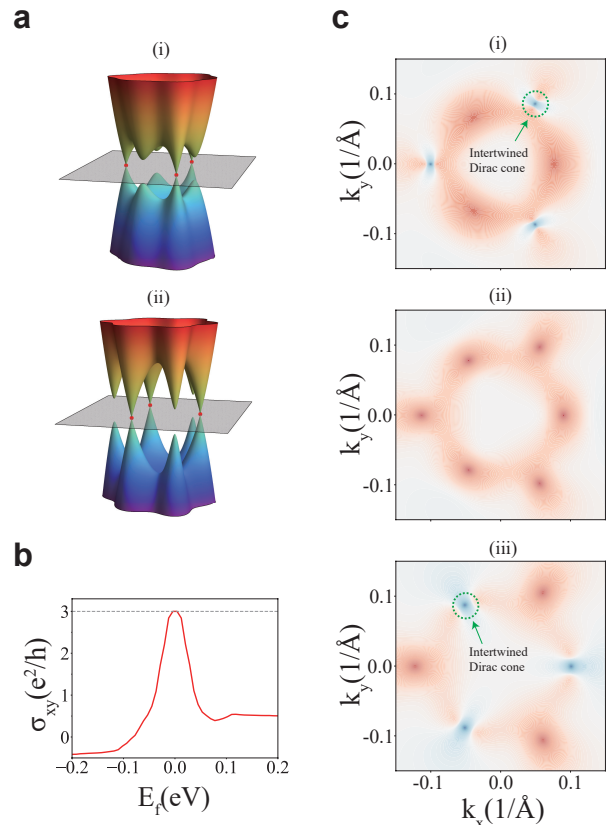 a
(i)
(ii)
b
σxy(e²/h)
3
2
1
0
−0.2
−0.1
0.0
0.1
0.2
Ef(eV)
c
(i)
ky(1/Å)
0.1
0.0
-0.1
Intertwined
Dirac cone
(ii)
ky(1/Å)
0.1
0.0
-0.1
(iii)
ky(1/Å)
0.1
0.0
-0.1
Intertwined
Dirac cone
-0.1
0.0
0.1
kx(1/Å)